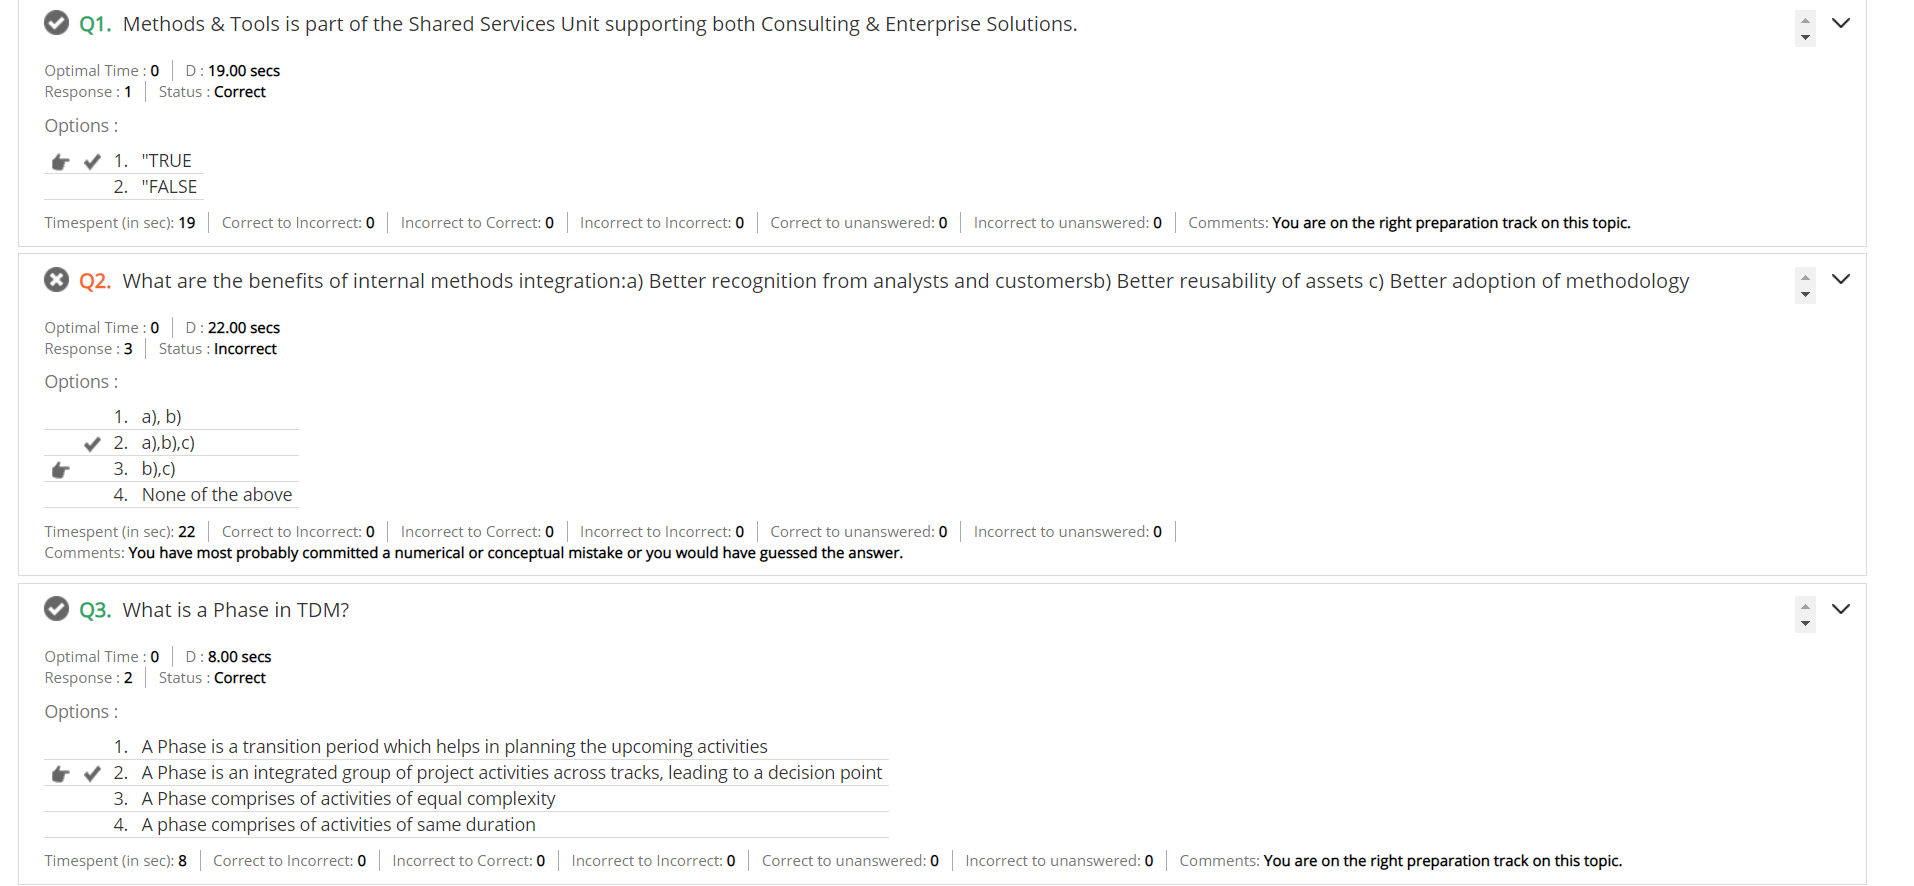 Q1. Methods & Tools is part of the Shared Services Unit supporting both Consulting & Enterprise Solutions.
Optimal Time : 0 D : 19.00 secs
Response : 1 Status : Correct
Options :
1. "TRUE
2. "FALSE
Timespent (in sec): 19 Correct to Incorrect: 0 Incorrect to Correct: 0 Incorrect to Incorrect: 0 Correct to unanswered: 0 Incorrect to unanswered: 0 Comments: You are on the right preparation track on this topic.
Q2. What are the benefits of internal methods integration:a) Better recognition from analysts and customersb) Better reusability of assets c) Better adoption of methodology
Optimal Time : 0 D : 22.00 secs
Response : 3 Status : Incorrect
Options :
1. a), b)
2. a),b),c)
3. b),c)
4. None of the above
Timespent (in sec): 22 Correct to Incorrect: 0 Incorrect to Correct: 0 Incorrect to Incorrect: 0 Correct to unanswered: 0 Incorrect to unanswered: 0
Comments: You have most probably committed a numerical or conceptual mistake or you would have guessed the answer.
Q3. What is a Phase in TDM?
Optimal Time : 0 D : 8.00 secs
Response : 2 Status : Correct
Options :
1. A Phase is a transition period which helps in planning the upcoming activities
2. A Phase is an integrated group of project activities across tracks, leading to a decision point
3. A Phase comprises of activities of equal complexity
4. A phase comprises of activities of same duration
Timespent (in sec): 8 Correct to Incorrect: 0 Incorrect to Correct: 0 Incorrect to Incorrect: 0 Correct to unanswered: 0 Incorrect to unanswered: 0 Comments: You are on the right preparation track on this topic.